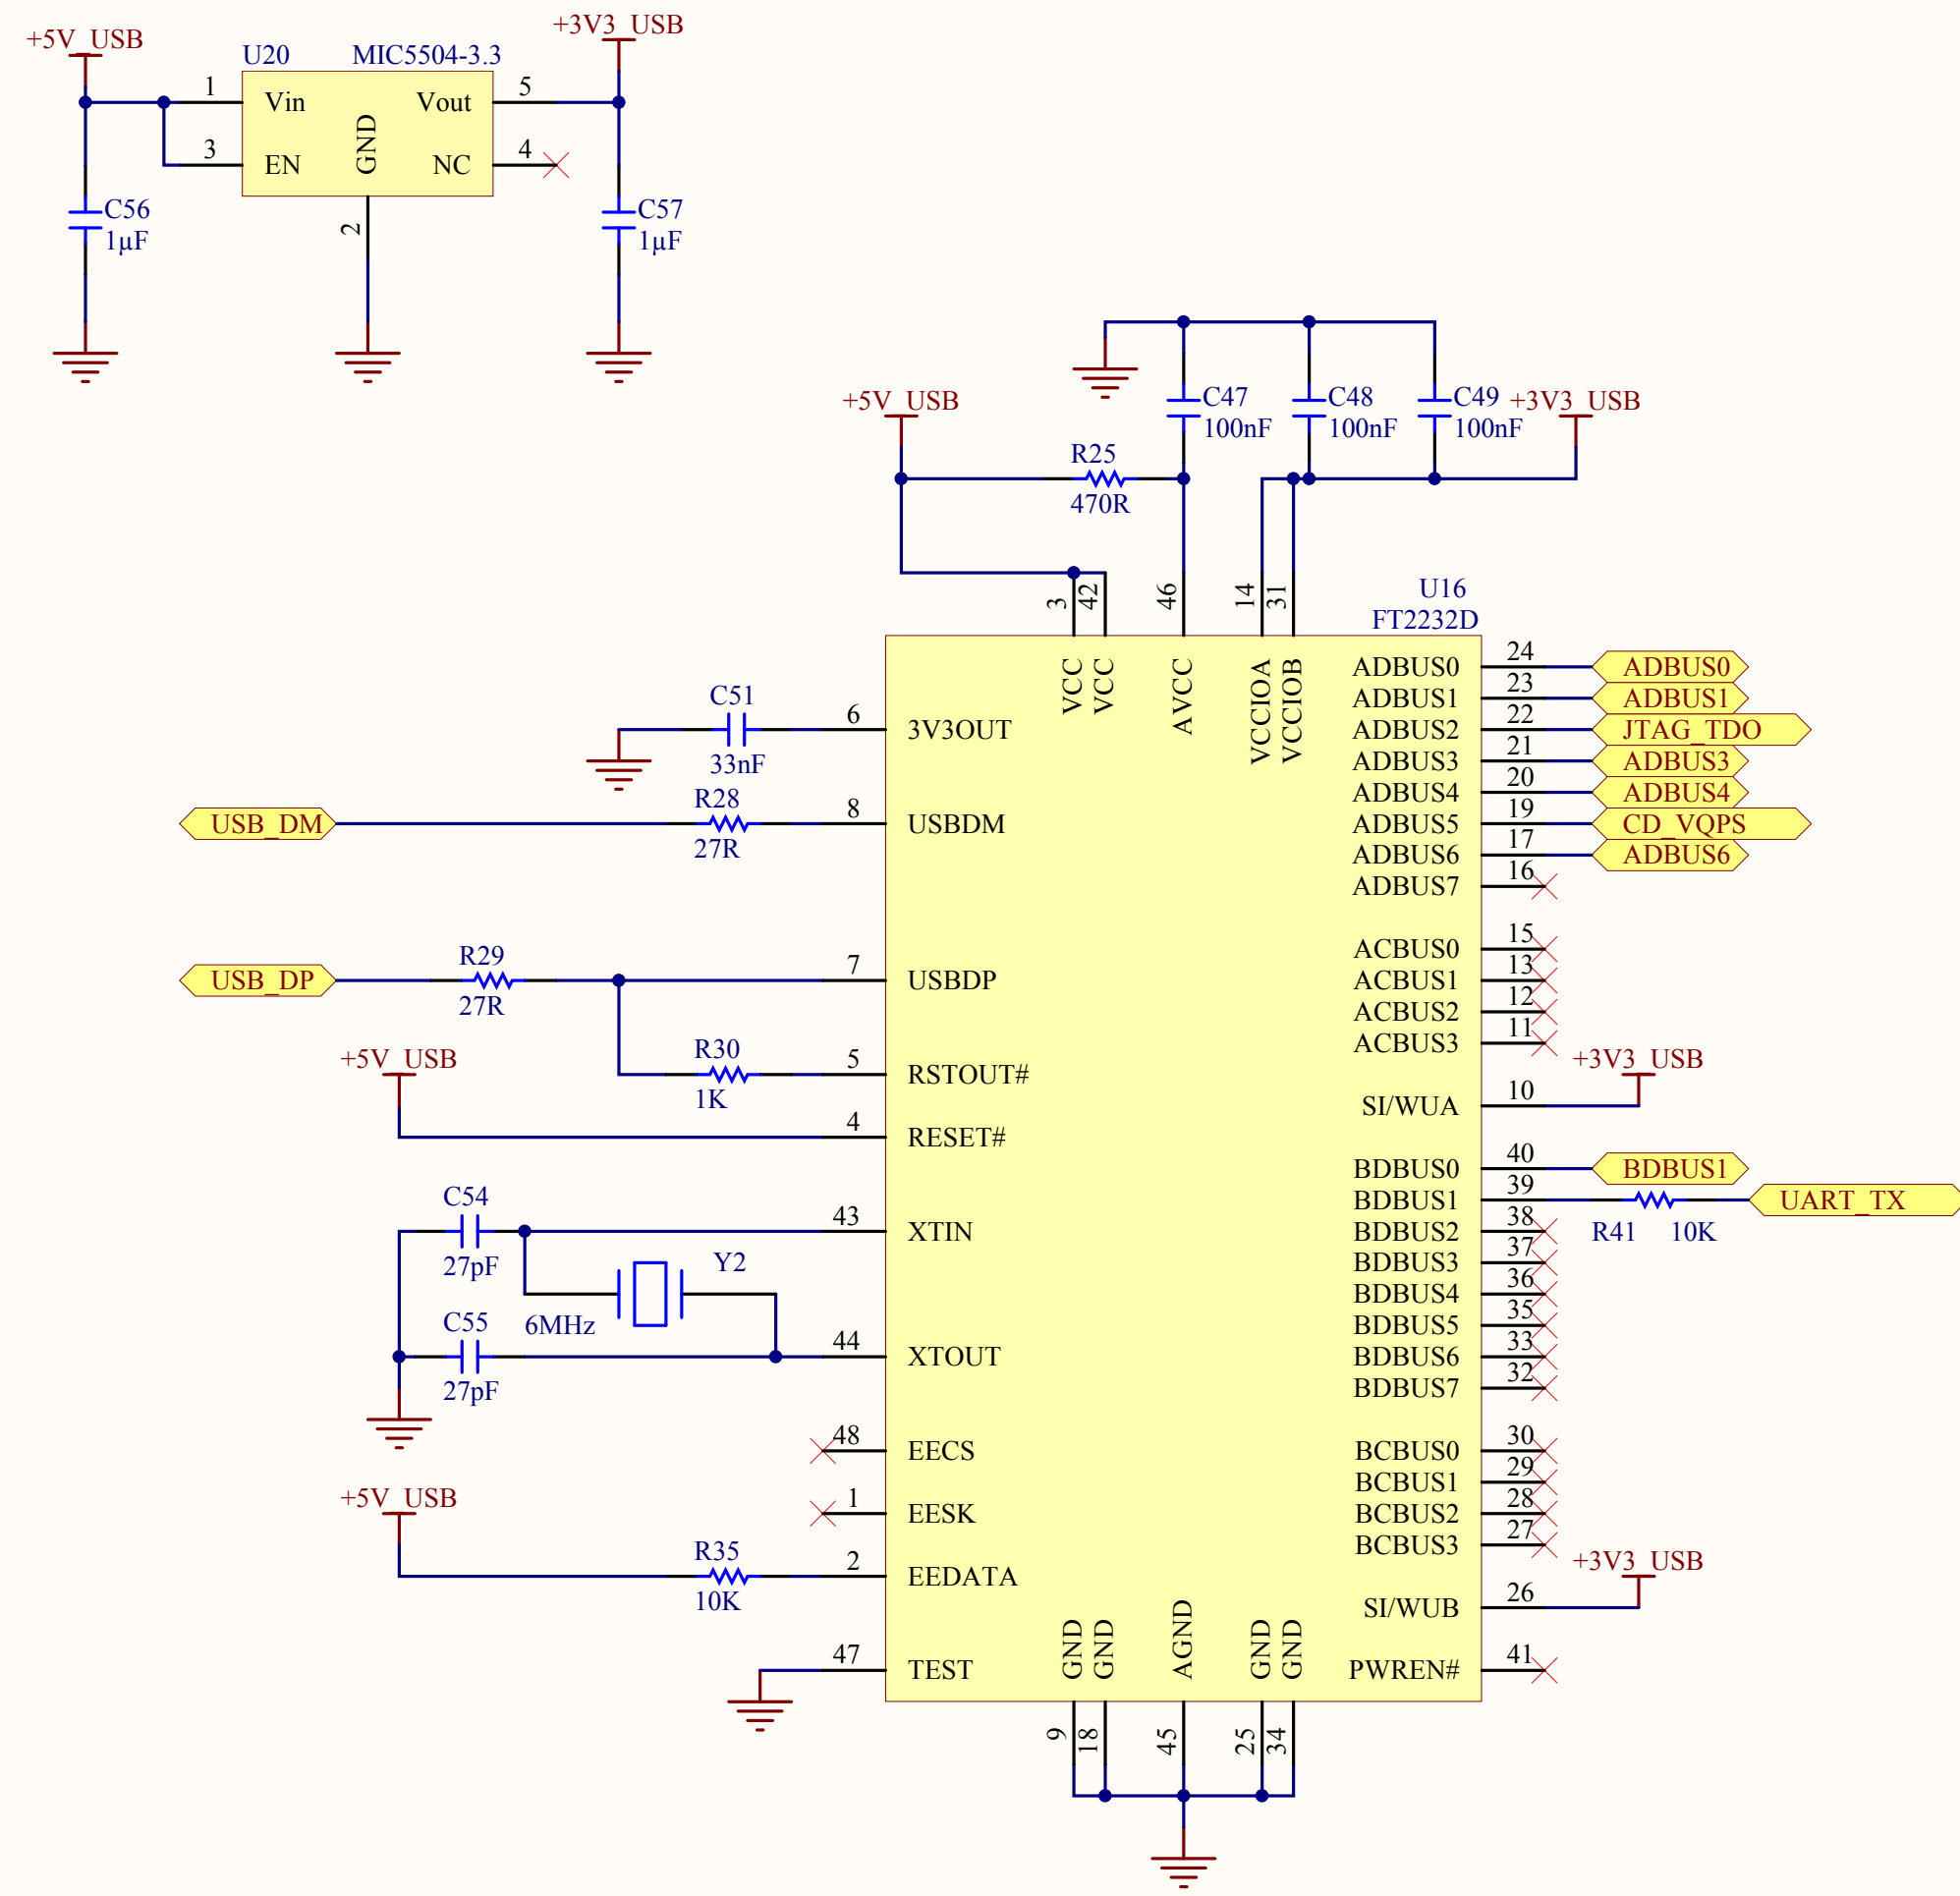 +5V_USB
U20 MIC5504-3.3
+3V3_USB
1 Vin Vout 5
3 EN GND NC 4
2
C56
1µF
C57
1µF
+5V_USB
R25
470R
C47
100nF
C48
100nF
C49
100nF
+3V3_USB
3 42 46 14 31
U16
FT2232D
VCC VCC AVCC VCCIOA VCCIOB
C51
33nF
6 3V3OUT
USB_DM
R28
27R
8 USBDM
USB_DP
R29
27R
7 USBDP
R30
1K
5 RSTOUT#
+5V_USB
4 RESET#
C54
27pF
43 XTIN
Y2
6MHz
C55
27pF
44 XTOUT
48 EECS
1 EESK
+5V_USB
R35
10K
2 EEDATA
47 TEST
ADBUS0 24 ADBUS0
ADBUS1 23 ADBUS1
ADBUS2 22 JTAG_TDO
ADBUS3 21 ADBUS3
ADBUS4 20 ADBUS4
ADBUS5 19 CD_VQPS
ADBUS6 17 ADBUS6
ADBUS7 16
ACBUS0 15
ACBUS1 13
ACBUS2 12
ACBUS3 11
+3V3_USB
SI/WUA 10
BDBUS0 40 BDBUS1
BDBUS1 39 UART_TX
R41 10K
BDBUS2 38
BDBUS3 37
BDBUS4 36
BDBUS5 35
BDBUS6 33
BDBUS7 32
BCBUS0 30
BCBUS1 29
BCBUS2 28
BCBUS3 27
+3V3_USB
SI/WUB 26
PWREN# 41
GND GND AGND GND GND
9 18 45 25 34